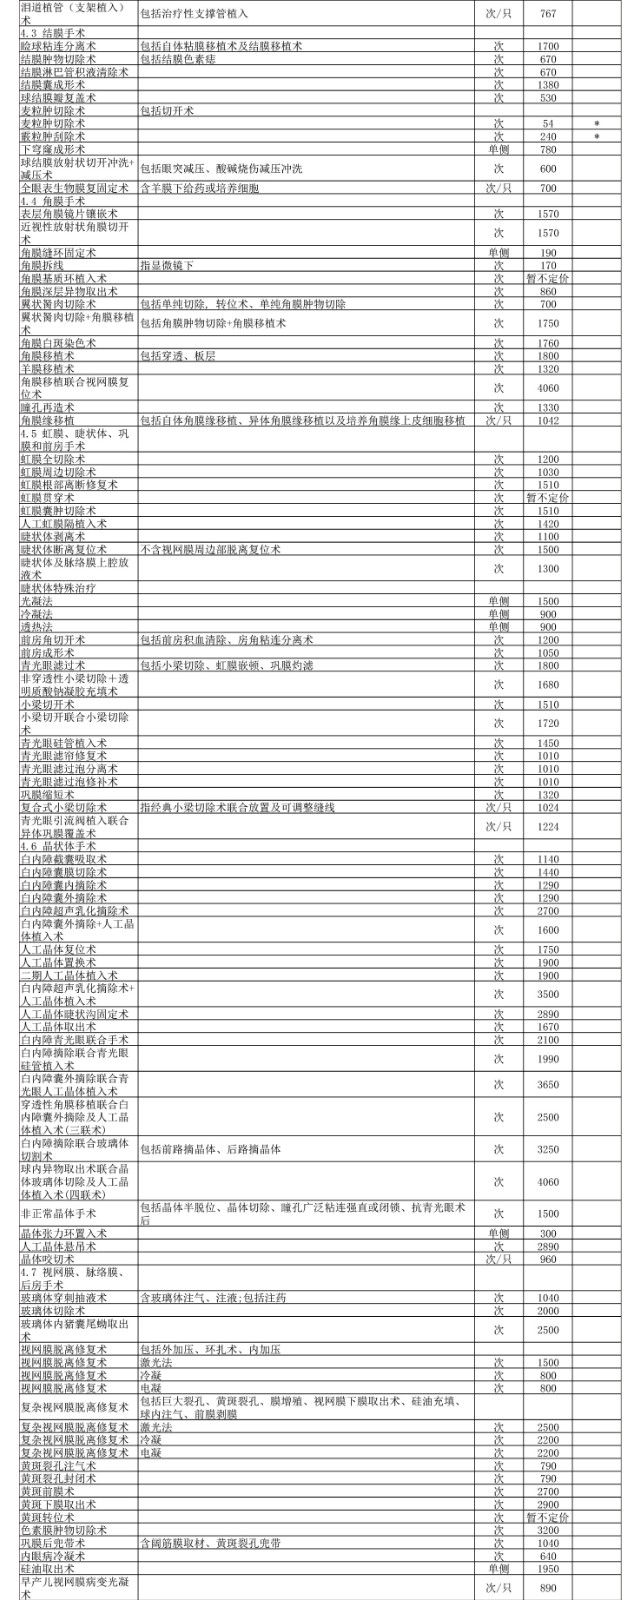 泪道植管（支架植入）术 包括治疗性支撑管植入 次/只 767
4.3 结膜手术
睑球粘连分离术 包括自体粘膜移植术及结膜移植术 次 1700
结膜肿物切除术 包括结膜色素痣 次 670
结膜淋巴管积液清除术 次 670
结膜囊成形术 次 1380
球结膜瓣复盖术 次 530
麦粒肿切除术 包括切开术
麦粒肿切除术 次 54 *
霰粒肿刮除术 次 240 *
下穹窿成形术 单侧 780
球结膜放射状切开冲洗+减压术 包括眼突减压、酸碱烧伤减压冲洗 次 600
全眼表生物膜复固定术 含羊膜下给药或培养细胞 次/只 700
4.4 角膜手术
表层角膜镜片镶嵌术 次 1570
近视性放射状角膜切开术 次 1570
角膜缝环固定术 单侧 190
角膜拆线 指显微镜下 次 170
角膜基质环植入术 次 暂不定价
角膜深层异物取出术 次 860
翼状胬肉切除术 包括单纯切除，转位术、单纯角膜肿物切除 次 700
翼状胬肉切除+角膜移植术 包括角膜肿物切除+角膜移植术 次 1750
角膜白斑染色术 次 1760
角膜移植术 包括穿透、板层 次 1800
羊膜移植术 次 1320
角膜移植联合视网膜复位术 次 4060
瞳孔再造术 次 1330
角膜缘移植 包括自体角膜缘移植、异体角膜缘移植以及培养角膜缘上皮细胞移植 次/只 1042
4.5 虹膜、睫状体、巩膜和前房手术
虹膜全切除术 次 1200
虹膜周边切除术 次 1030
虹膜根部离断修复术 次 1510
虹膜贯穿术 次 暂不定价
虹膜囊肿切除术 次 1510
人工虹膜隔植入术 次 1420
睫状体剥离术 次 1100
睫状体断离复位术 不含视网膜周边部脱离复位术 次 1500
睫状体及脉络膜上腔放液术 次 1300
睫状体特殊治疗
光凝法 单侧 1500
冷凝法 单侧 900
透热法 单侧 900
前房角切开术 包括前房积血清除、房角粘连分离术 次 1200
前房成形术 次 1050
青光眼滤过术 包括小梁切除、虹膜嵌顿、巩膜灼滤 次 1800
非穿透性小梁切除＋透明质酸钠凝胶充填术 次 1680
小梁切开术 次 1510
小梁切开联合小梁切除术 次 1720
青光眼硅管植入术 次 1450
青光眼滤帘修复术 次 1010
青光眼滤过泡分离术 次 1010
青光眼滤过泡修补术 次 1010
巩膜缩短术 次 1320
复合式小梁切除术 指经典小梁切除术联合放置及可调整缝线 次/只 1024
青光眼引流阀植入联合异体巩膜覆盖术 次/只 1224
4.6 晶状体手术
白内障截囊吸取术 次 1140
白内障囊膜切除术 次 1440
白内障囊内摘除术 次 1290
白内障囊外摘除术 次 1290
白内障超声乳化摘除术 次 2700
白内障囊外摘除+人工晶体植入术 次 1600
人工晶体复位术 次 1750
人工晶体置换术 次 1900
二期人工晶体植入术 次 1900
白内障超声乳化摘除术+人工晶体植入术 次 3500
人工晶体睫状沟固定术 次 2890
人工晶体取出术 次 1670
白内障青光眼联合手术 次 2100
白内障摘除联合青光眼硅管植入术 次 1990
白内障囊外摘除联合青光眼人工晶体植入术 次 3650
穿透性角膜移植联合白内障囊外摘除及人工晶体植入术(三联术) 次 2500
白内障摘除联合玻璃体切割术 包括前路摘晶体、后路摘晶体 次 3250
球内异物取出术联合晶体玻璃体切除及人工晶体植入术(四联术) 次 4060
非正常晶体手术 包括晶体半脱位、晶体切除、瞳孔广泛粘连强直或闭锁、抗青光眼术后 次 1500
晶体张力环置入术 单侧 300
人工晶体悬吊术 次 2890
晶体咬切术 次/只 960
4.7 视网膜、脉络膜、后房手术
玻璃体穿刺抽液术 含玻璃体注气、注液;包括注药 次 1040
玻璃体切除术 次 2000
玻璃体内猪囊尾蚴取出术 次 2500
视网膜脱离修复术 包括外加压、环扎术、内加压
视网膜脱离修复术 激光法 次 1500
视网膜脱离修复术 冷凝 次 800
视网膜脱离修复术 电凝 次 800
复杂视网膜脱离修复术 包括巨大裂孔、黄斑裂孔、膜增殖、视网膜下膜取出术、硅油充填、球内注气、前膜剥膜
复杂视网膜脱离修复术 激光法 次 2500
复杂视网膜脱离修复术 冷凝 次 2200
复杂视网膜脱离修复术 电凝 次 2200
黄斑裂孔注气术 次 790
黄斑裂孔封闭术 次 790
黄斑前膜术 次 2700
黄斑下膜取出术 次 2900
黄斑转位术 次 暂不定价
色素膜肿物切除术 次 3200
巩膜后兜带术 含阔筋膜取材、黄斑裂孔兜带 次 1040
内眼病冷凝术 次 640
硅油取出术 单侧 1950
早产儿视网膜病变光凝术 次/只 890